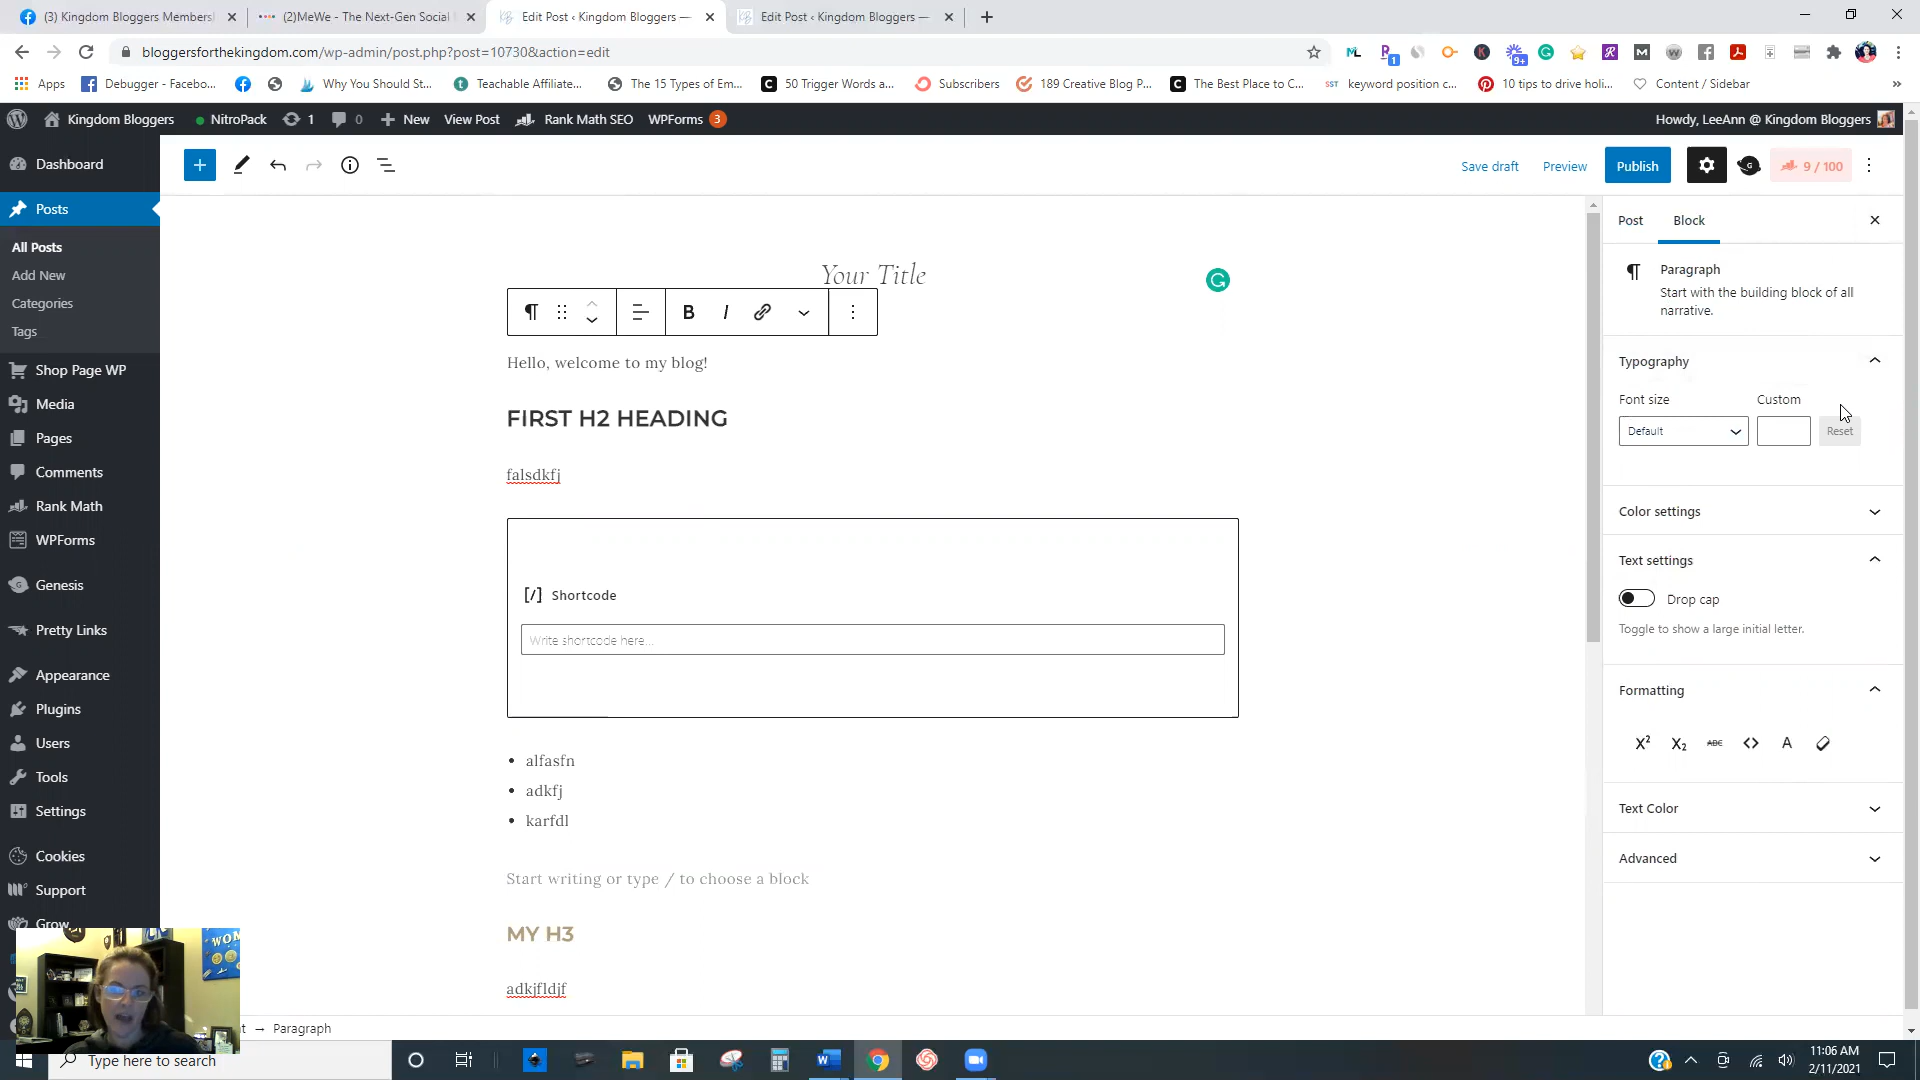 (3) Kingdom Bloggers Members
(2)MeWe - The Next-Gen Social
Edit Post ‹ Kingdom Bloggers —
Edit Post ‹ Kingdom Bloggers —
bloggersforthekingdom.com/wp-admin/post.php?post=10730&action=edit
Apps
Debugger - Facebo...
Why You Should St...
Teachable Affiliate...
The 15 Types of Em...
50 Trigger Words a...
Subscribers
189 Creative Blog P...
The Best Place to C...
keyword position c...
10 tips to drive holi...
Content / Sidebar
Kingdom Bloggers
NitroPack
1
0
New
View Post
Rank Math SEO
WPForms 3
Howdy, LeeAnn @ Kingdom Bloggers
Dashboard
Posts
All Posts
Add New
Categories
Tags
Shop Page WP
Media
Pages
Comments
Rank Math
WPForms
Genesis
Pretty Links
Appearance
Plugins
Users
Tools
Settings
Cookies
Support
Grow
Save draft
Preview
Publish
9 / 100
Your Title
B I
Hello, welcome to my blog!
FIRST H2 HEADING
falsdkfj
[/] Shortcode
Write shortcode here...
alfasfn
adkfj
karfdl
Start writing or type / to choose a block
MY H3
adkjfldjf
→ Paragraph
Post
Block
Paragraph
Start with the building block of all
narrative.
Typography
Font size
Custom
Default
Reset
Color settings
Text settings
Drop cap
Toggle to show a large initial letter.
Formatting
X² X₂ ABC <> A
Text Color
Advanced
WOM
Type here to search
11:06 AM
2/11/2021